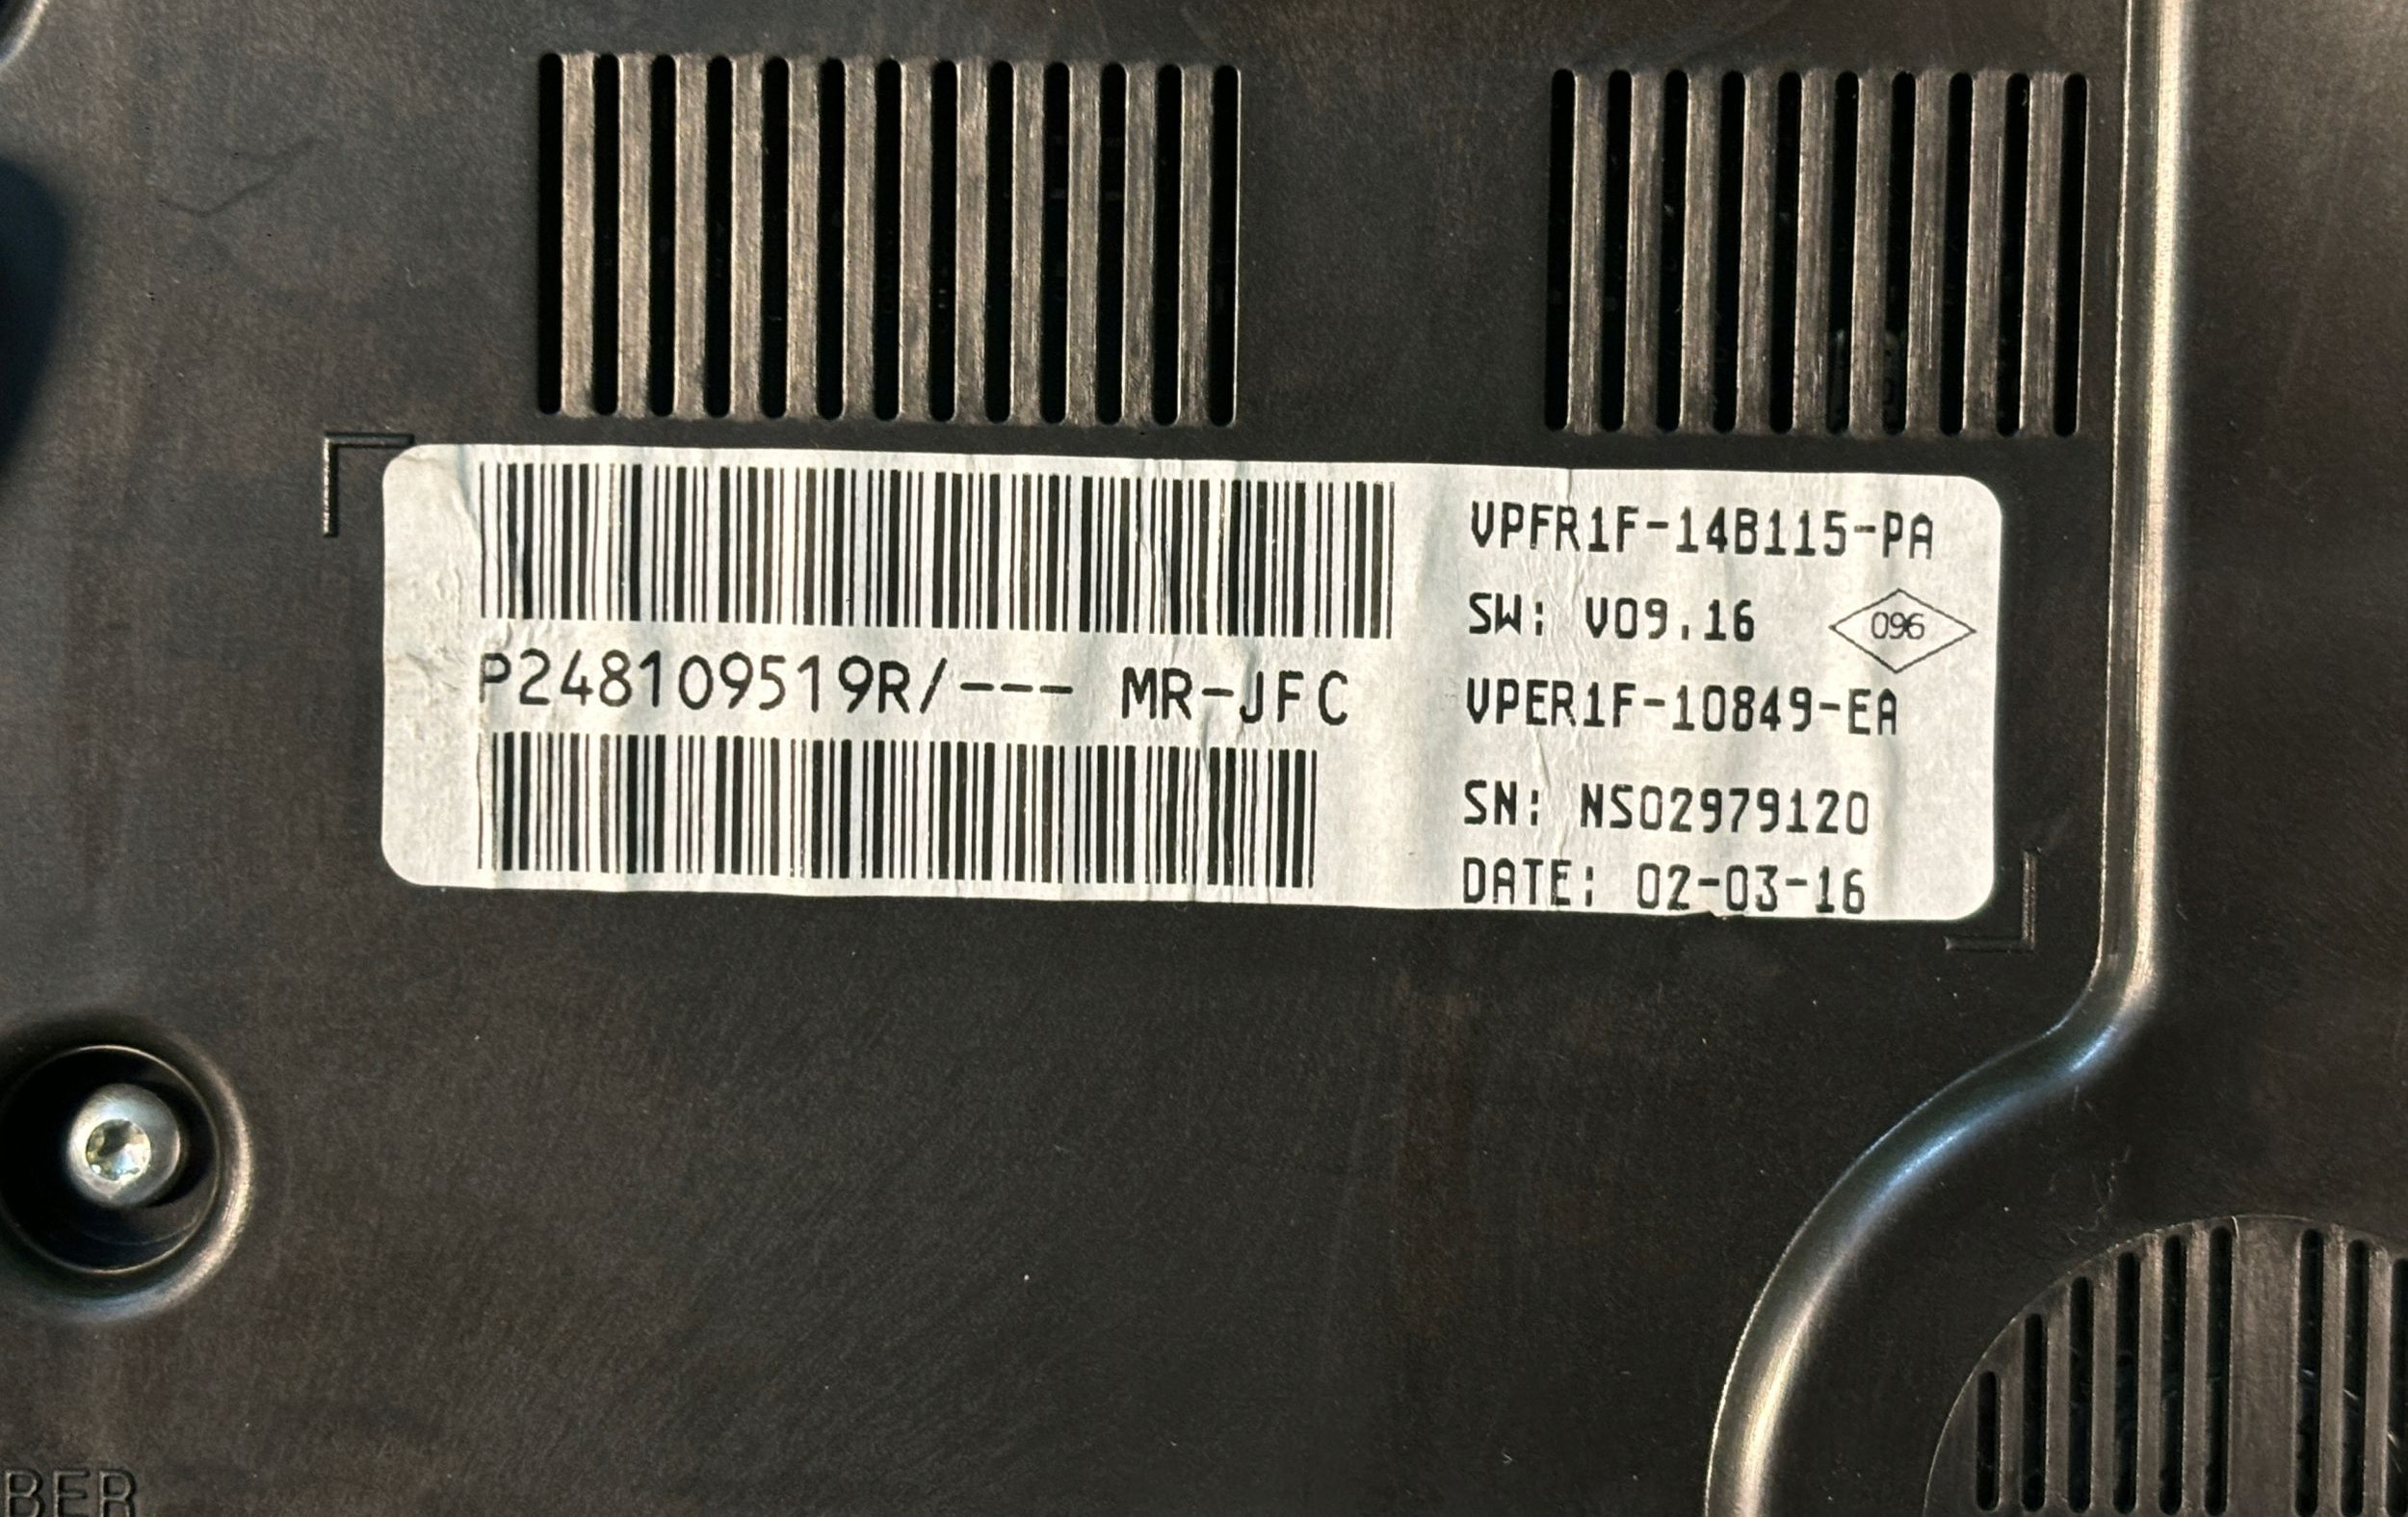 VPFR1F-14B115-PA
SW: V09.16
096
P248109519R/--- MR-JFC
VPER1F-10849-EA
SN: NS02979120
DATE: 02-03-16
BER